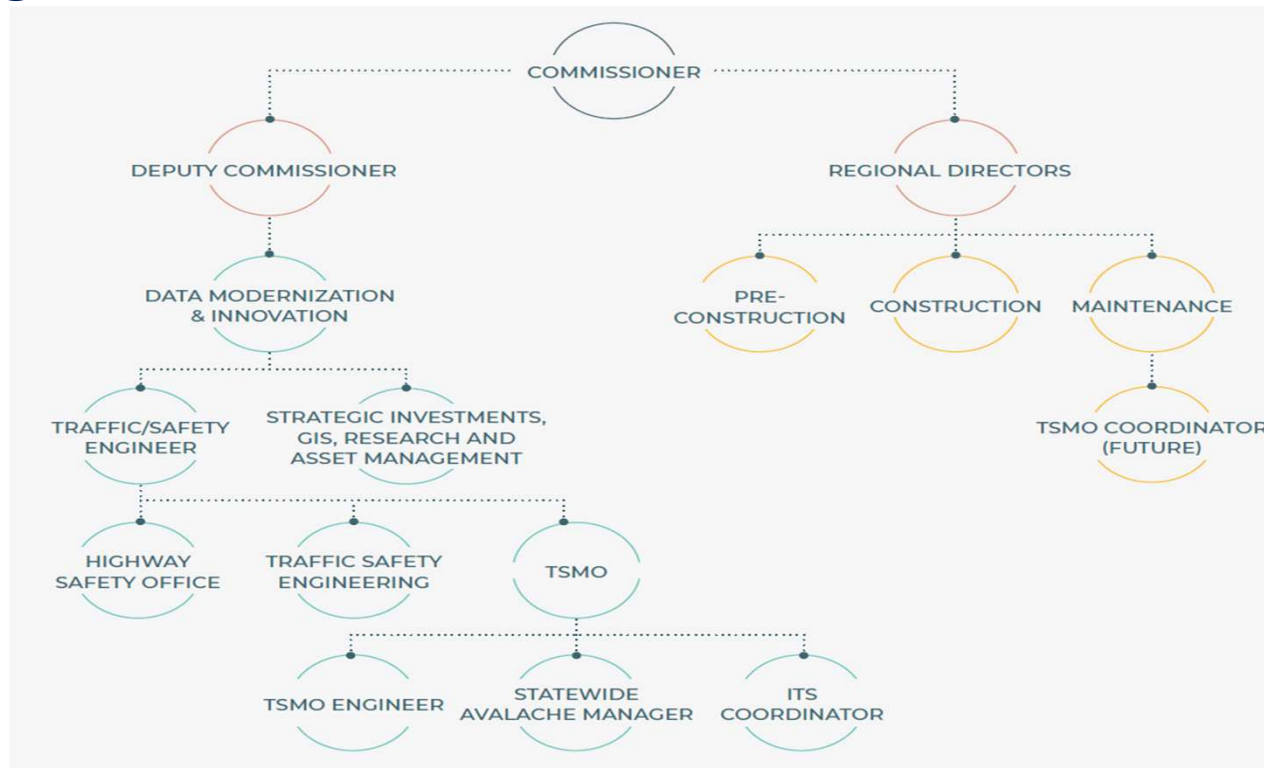 COMMISSIONER
DEPUTY COMMISSIONER
REGIONAL DIRECTORS
DATA MODERNIZATION
& INNOVATION
PRE-
CONSTRUCTION
CONSTRUCTION
MAINTENANCE
TRAFFIC/SAFETY
ENGINEER
STRATEGIC INVESTMENTS,
GIS, RESEARCH AND
ASSET MANAGEMENT
TSMO COORDINATOR
(FUTURE)
HIGHWAY
SAFETY OFFICE
TRAFFIC SAFETY
ENGINEERING
TSMO
TSMO ENGINEER
STATEWIDE
AVALACHE MANAGER
ITS
COORDINATOR